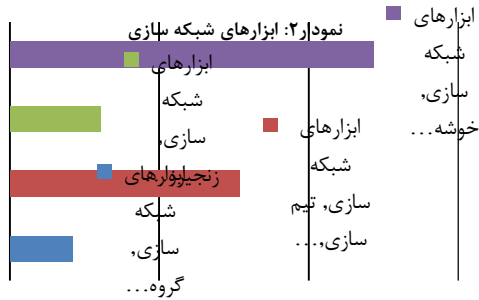 نمودار۲: ابزارهای شبکه سازی
ابزارهای
شبکه
سازی,
خوشه...
ابزارهای
شبکه
سازی,
زنجیره...
ابزارهای
شبکه
سازی, تیم
سازی,...
ابزارهای
شبکه
سازی,
گروه...